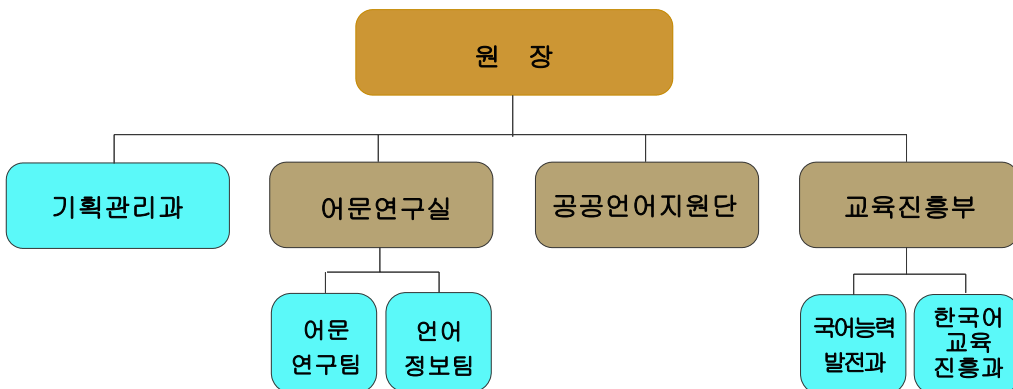 원 장
기획관리과
어문연구실
공공언어지원단
교육진흥부
어문
연구팀
언어
정보팀
국어능력
발전과
한국어
교육
진흥과